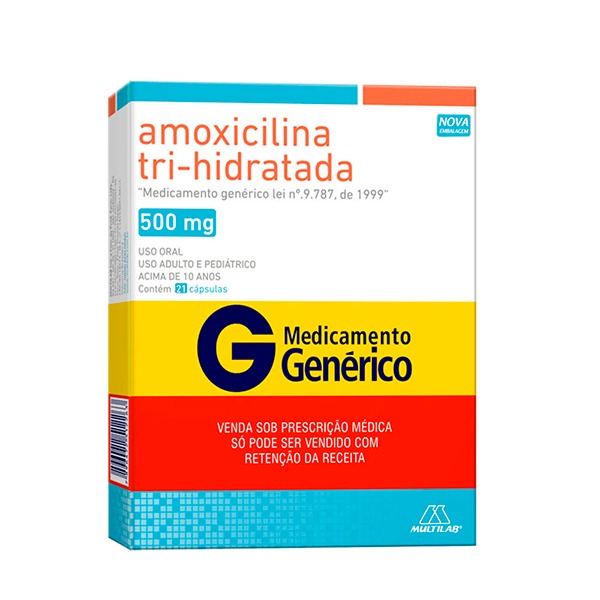 amoxicilina
tri-hidratada
"Medicamento genérico lei nº.9.787, de 1999"
500 mg
USO ORAL
USO ADULTO E PEDIÁTRICO
ACIMA DE 10 ANOS
Contém 21 cápsulas
NOVA
EMBALAGEM
G Medicamento
Genérico
VENDA SOB PRESCRIÇÃO MÉDICA
SÓ PODE SER VENDIDO COM
RETENÇÃO DA RECEITA
MULTILAB®